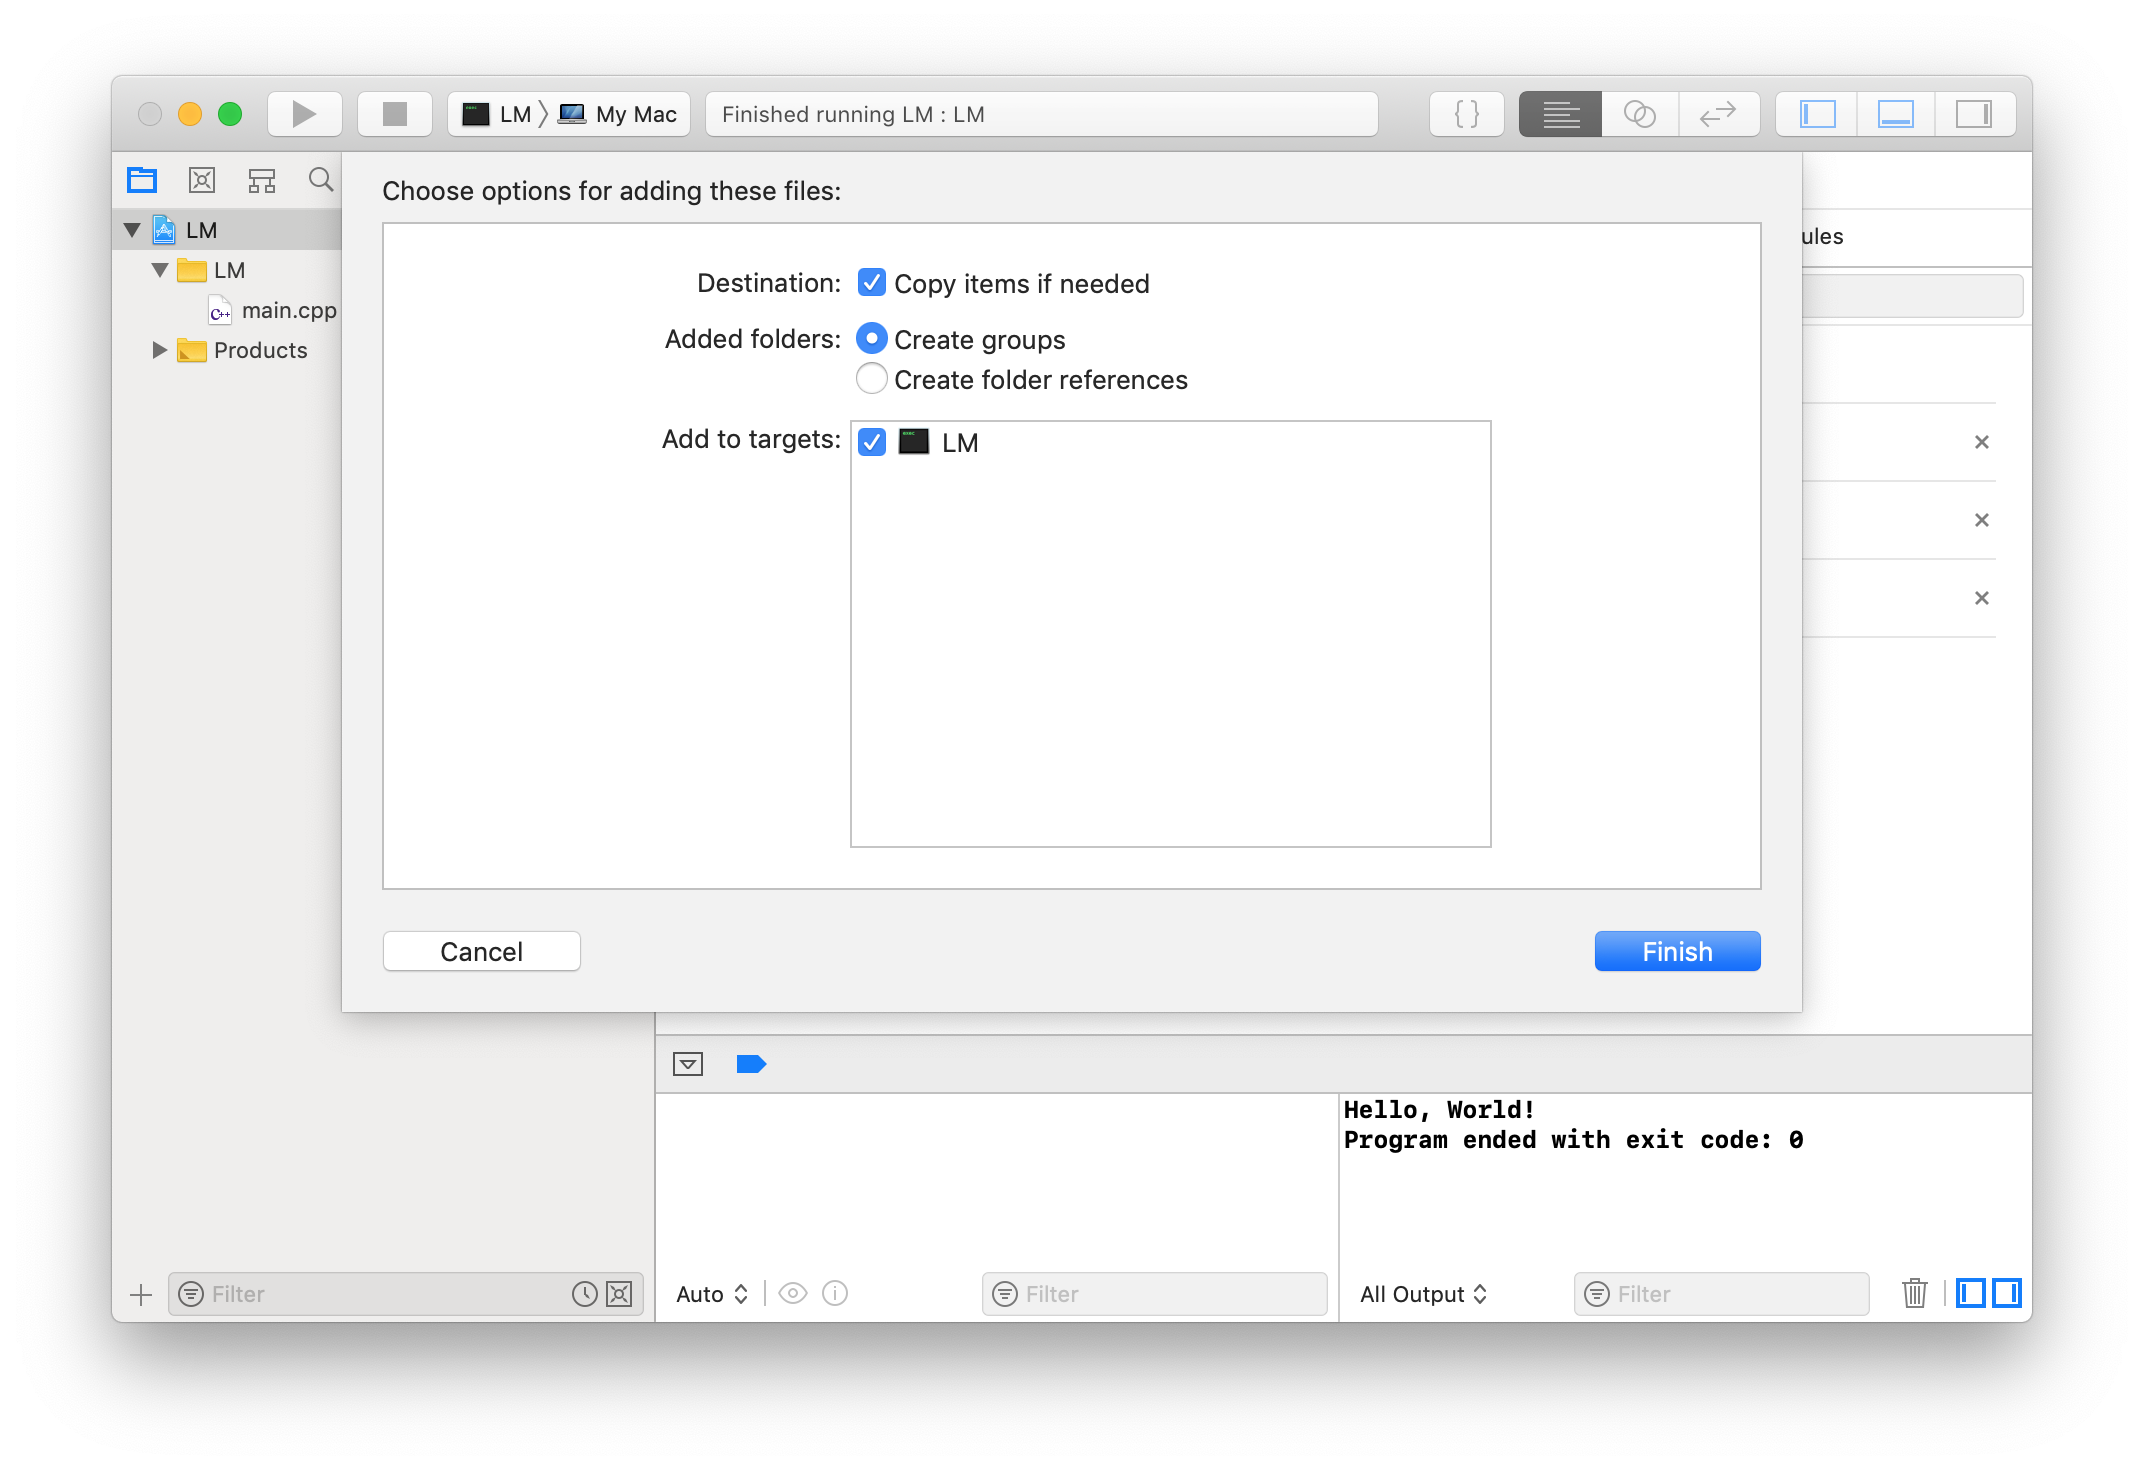 LM 〉 My Mac
Finished running LM : LM
{ }
Choose options for adding these files:
LM
LM
C++ main.cpp
Products
ules
Destination: Copy items if needed
Added folders: Create groups
Create folder references
Add to targets: exec LM
Cancel
Finish
Hello, World!
Program ended with exit code: 0
Filter
Auto
Filter
All Output
Filter